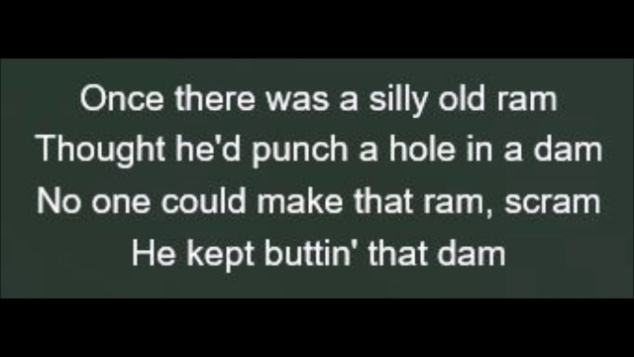 Once there was a silly old ram
Thought he'd punch a hole in a dam
No one could make that ram, scram
He kept buttin' that dam